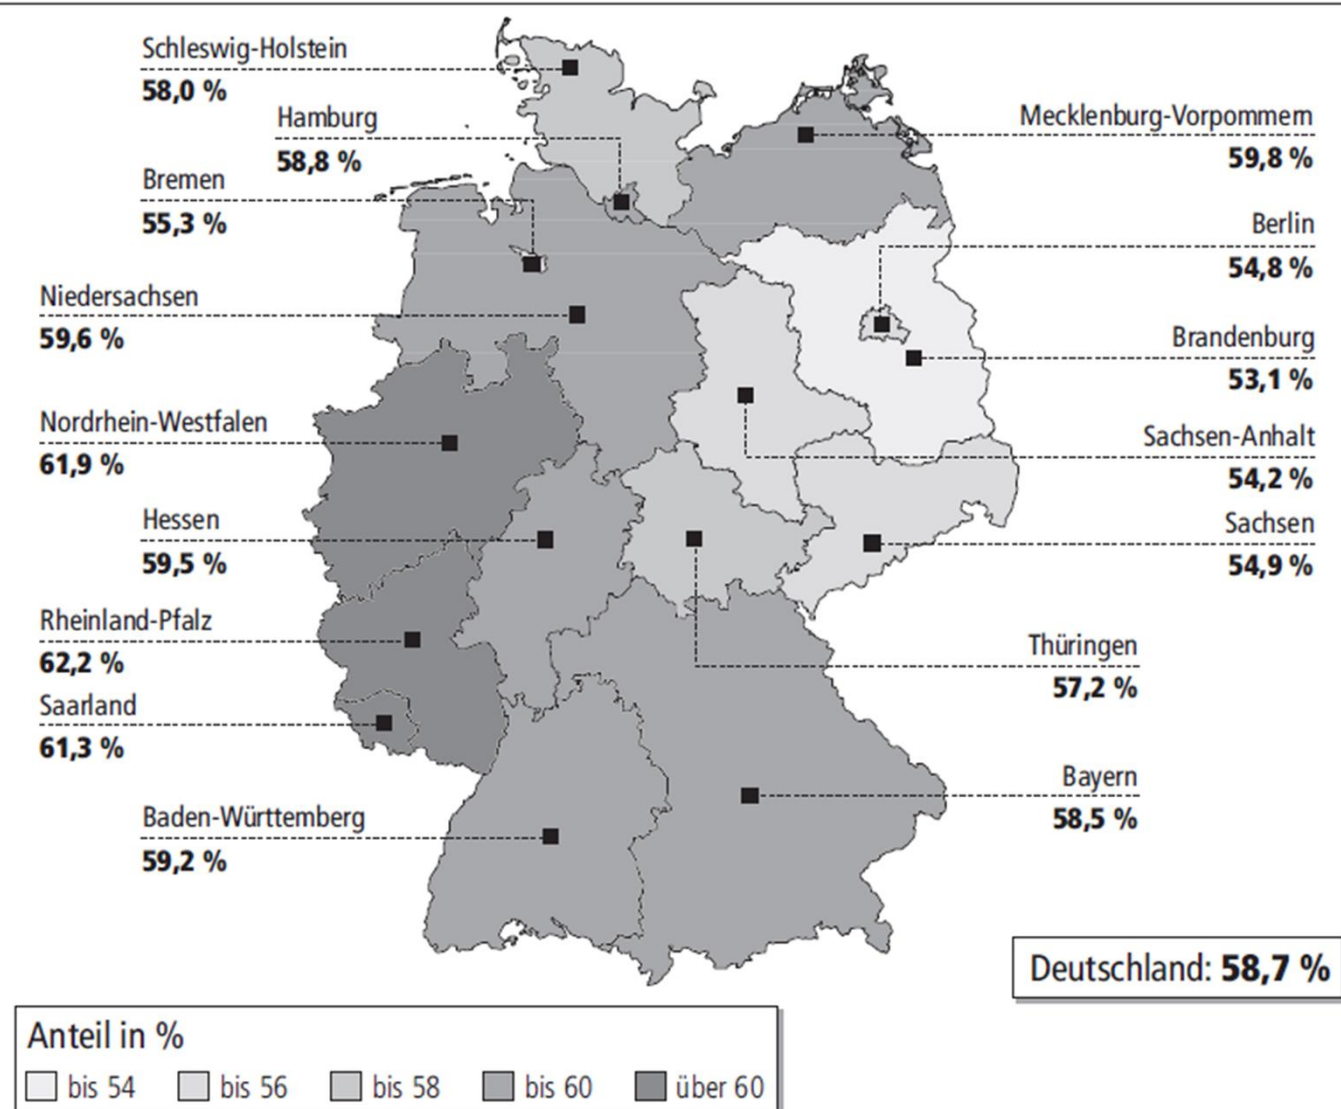 Schleswig-Holstein
58,0 %
Hamburg
58,8 %
Bremen
55,3 %
Niedersachsen
59,6 %
Nordrhein-Westfalen
61,9 %
Hessen
59,5 %
Rheinland-Pfalz
62,2 %
Saarland
61,3 %
Baden-Württemberg
59,2 %
Mecklenburg-Vorpommern
59,8 %
Berlin
54,8 %
Brandenburg
53,1 %
Sachsen-Anhalt
54,2 %
Sachsen
54,9 %
Thüringen
57,2 %
Bayern
58,5 %
Deutschland: 58,7 %
Anteil in %
bis 54 bis 56 bis 58 bis 60 über 60